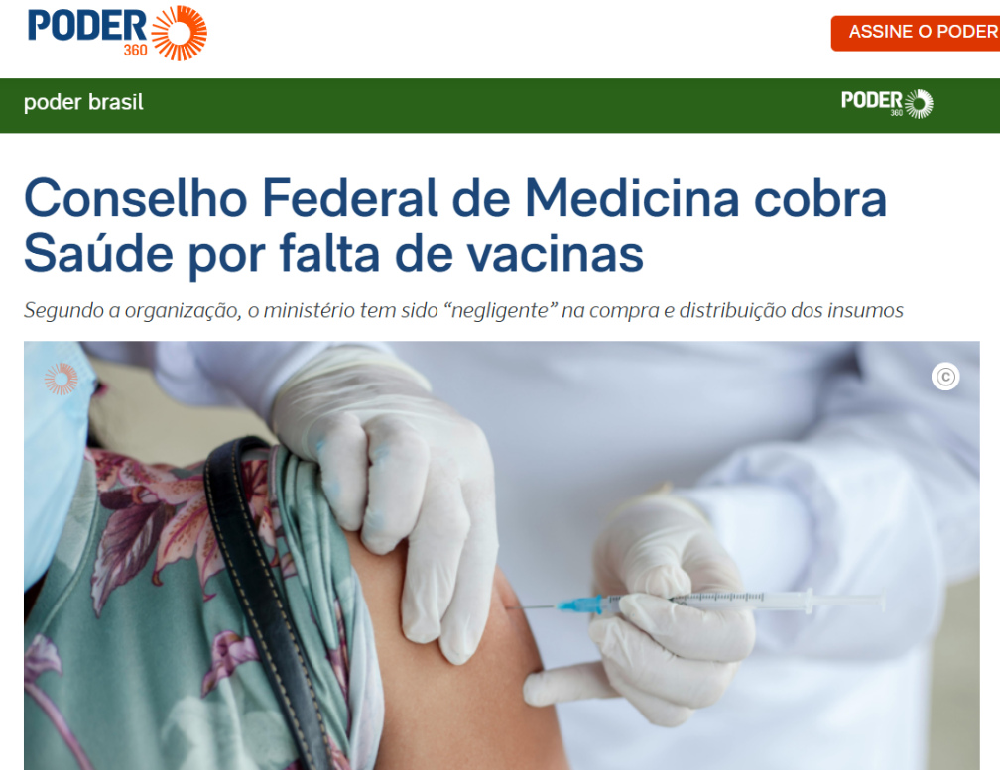 PODER
360
ASSINE O PODER
poder brasil
PODER
360
Conselho Federal de Medicina cobra
Saúde por falta de vacinas
Segundo a organização, o ministério tem sido “negligente” na compra e distribuição dos insumos
©